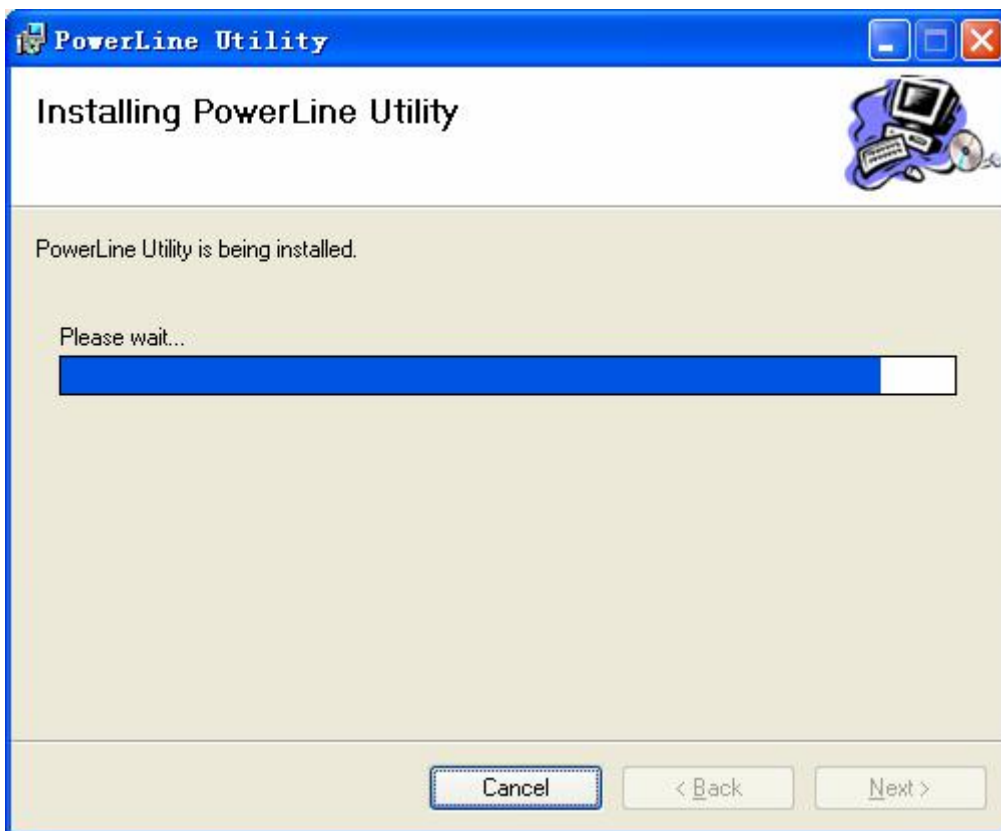 PowerLine Utility
Installing PowerLine Utility
PowerLine Utility is being installed.
Please wait...
Cancel
< Back
Next >